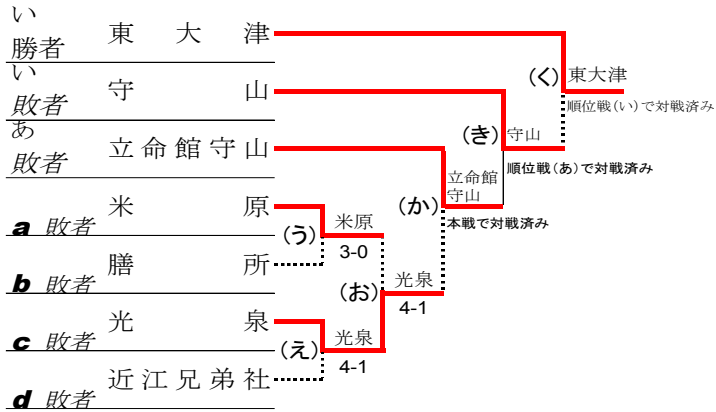 い
勝者 東大津
い
敗者 守山
あ
敗者 立命館守山
a 敗者 米原
b 敗者 膳所
c 敗者 光泉
d 敗者 近江兄弟社
(う) 米原
3-0
(え) 光泉
4-1
(お) 光泉
4-1
(か) 立命館
守山
本戦で対戦済み
(き) 守山
順位戦(あ)で対戦済み
(く) 東大津
順位戦(い)で対戦済み